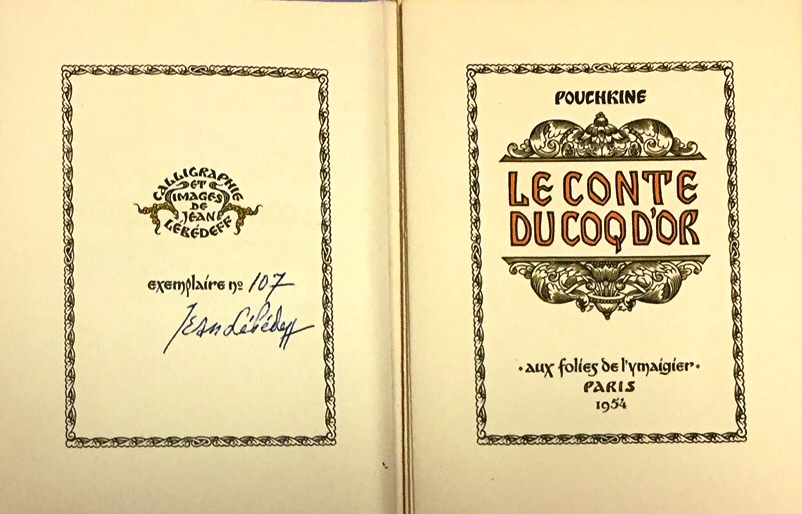 CALLIGRAPHIE
ET
IMAGES
DE
JEAN
LÉBÉDEFF
exemplaire no 107
Jean Lébédeff
POUCHKINE
LE CONTE
DU COQ D'OR
·aux folies de l'ymaigier·
PARIS
1954